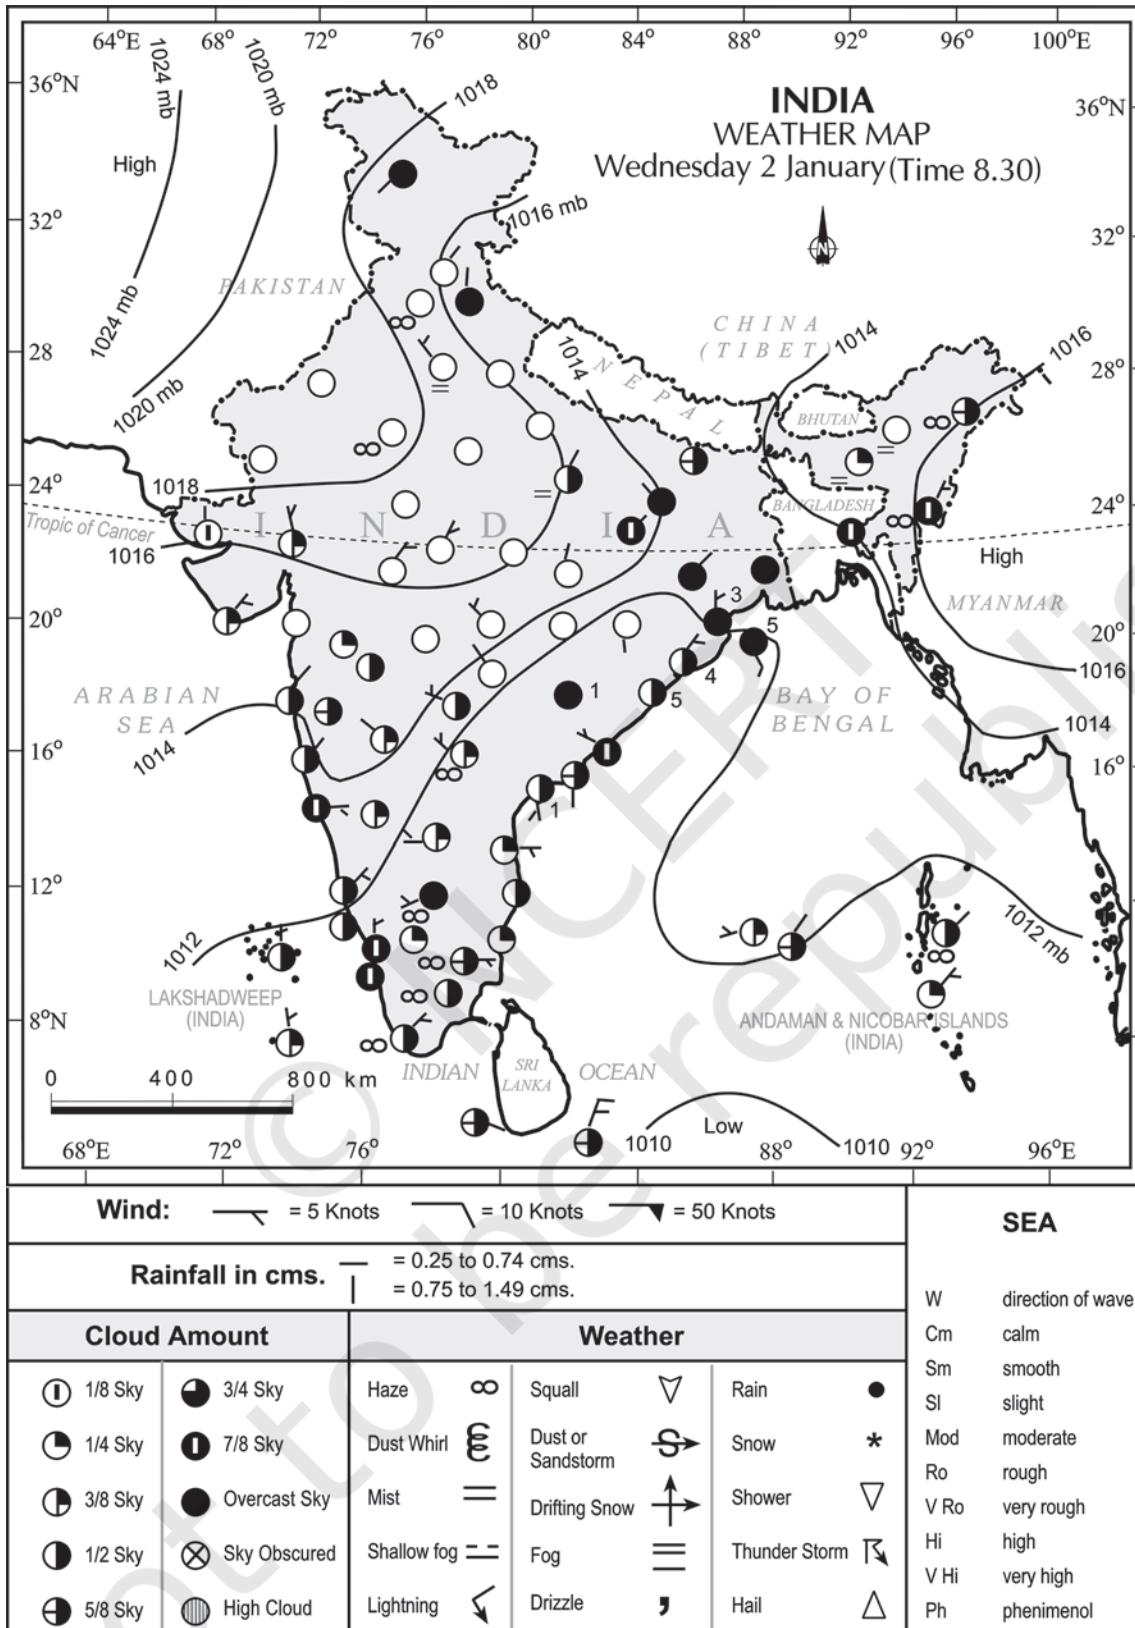 64°E 68° 72° 76° 80° 84° 88° 92° 96° 100°E
1024 mb
1020 mb
1018
36°N
INDIA
36°N
WEATHER MAP
Wednesday 2 January(Time 8.30)
High
32°
1016 mb
32°
N
PAKISTAN
1024 mb
CHINA
(TIBET)
1014
1014
1016
28
NEPAL
28°
1020 mb
BHUTAN
1018
24°
BANGLADESH
24°
Tropic of Cancer
INDIA
1016
High
3
MYANMAR
20°
5
20°
ARABIAN
SEA
1
4
5
BAY OF
BENGAL
1016
1014
1014
16°
16°
1
12°
12°
1012
1012 mb
LAKSHADWEEP
(INDIA)
8°N
ANDAMAN & NICOBAR ISLANDS
(INDIA)
8°
0 400 800 km
INDIAN
SRI
LANKA
OCEAN
Low
1010
1010
68°E 72° 76° 88° 92° 96°E
Wind: = 5 Knots = 10 Knots = 50 Knots
SEA
Rainfall in cms. = 0.25 to 0.74 cms.
= 0.75 to 1.49 cms.
Cloud Amount
Weather
W direction of wave
Cm calm
Sm smooth
Sl slight
Mod moderate
Ro rough
V Ro very rough
Hi high
V Hi very high
Ph phenimenol
1/8 Sky 3/4 Sky Haze Squall Rain
1/4 Sky 7/8 Sky Dust Whirl Dust or
Sandstorm Snow
3/8 Sky Overcast Sky Mist Drifting Snow Shower
1/2 Sky Sky Obscured Shallow fog Fog Thunder Storm
5/8 Sky High Cloud Lightning Drizzle Hail
© NCERT
not to be republi